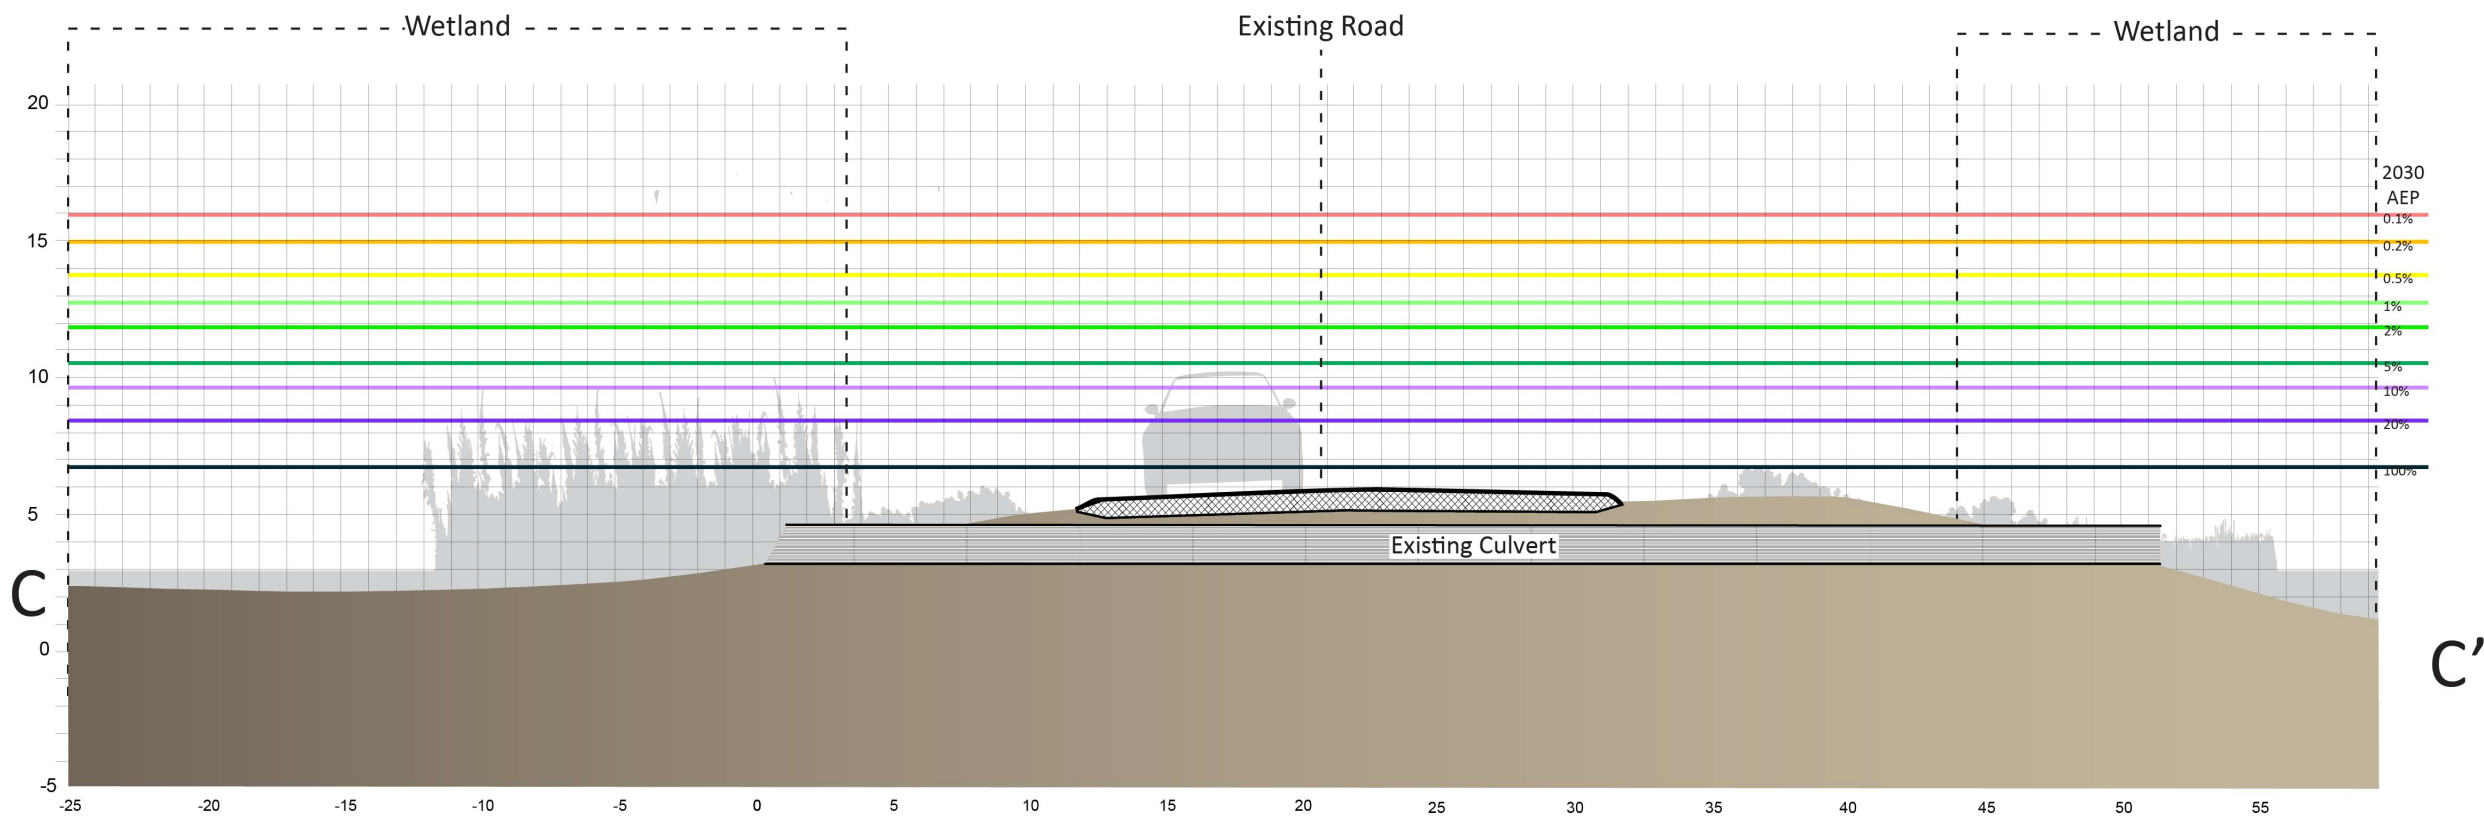 Wetland
Existing Road
Wetland
20
2030
AEP
0.1%
15
0.2%
0.5%
1%
2%
5%
10
10%
20%
100%
5
Existing Culvert
C
0
C’
-5
-25 -20 -15 -10 -5 0 5 10 15 20 25 30 35 40 45 50 55